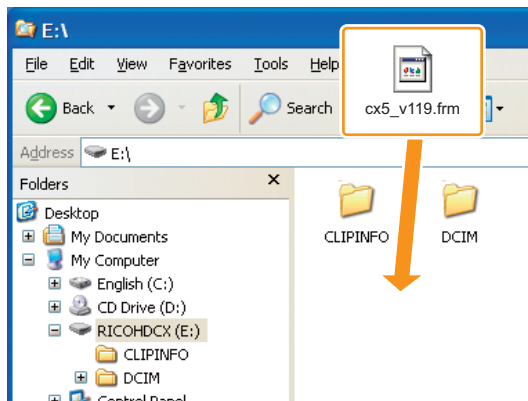 E:\
File Edit View Favorites Tools Help
Back Search
cx5_v119.frm
Address E:\
Folders
Desktop
My Documents
My Computer
English (C:)
CD Drive (D:)
RICOHDCX (E:)
CLIPINFO
DCIM
Control Panel
CLIPINFO DCIM